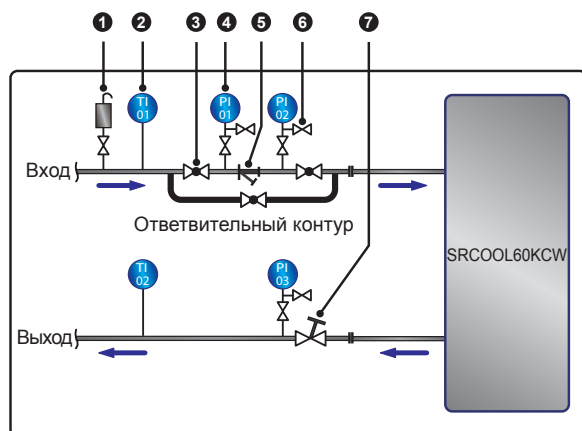 1 2 3 4 5 6 7
TI 01
PI 01
PI 02
Вход
Ответвительный контур
SRCOOL60KCW
TI 02
PI 03
Выход